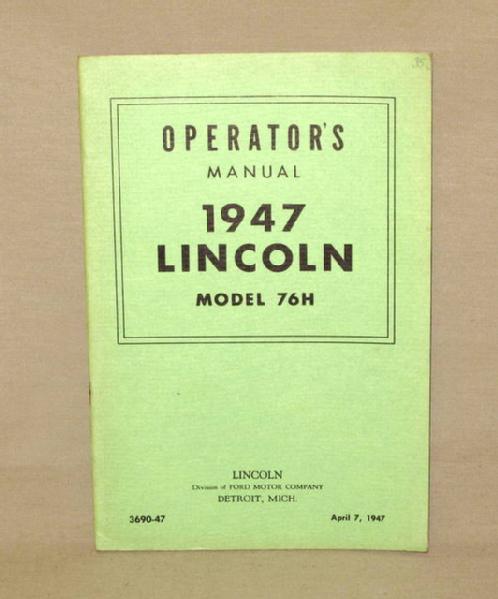 35
OPERATOR'S
MANUAL
1947
LINCOLN
MODEL 76H
LINCOLN
Division of FORD MOTOR COMPANY
DETROIT, MICH.
3690-47 April 7, 1947